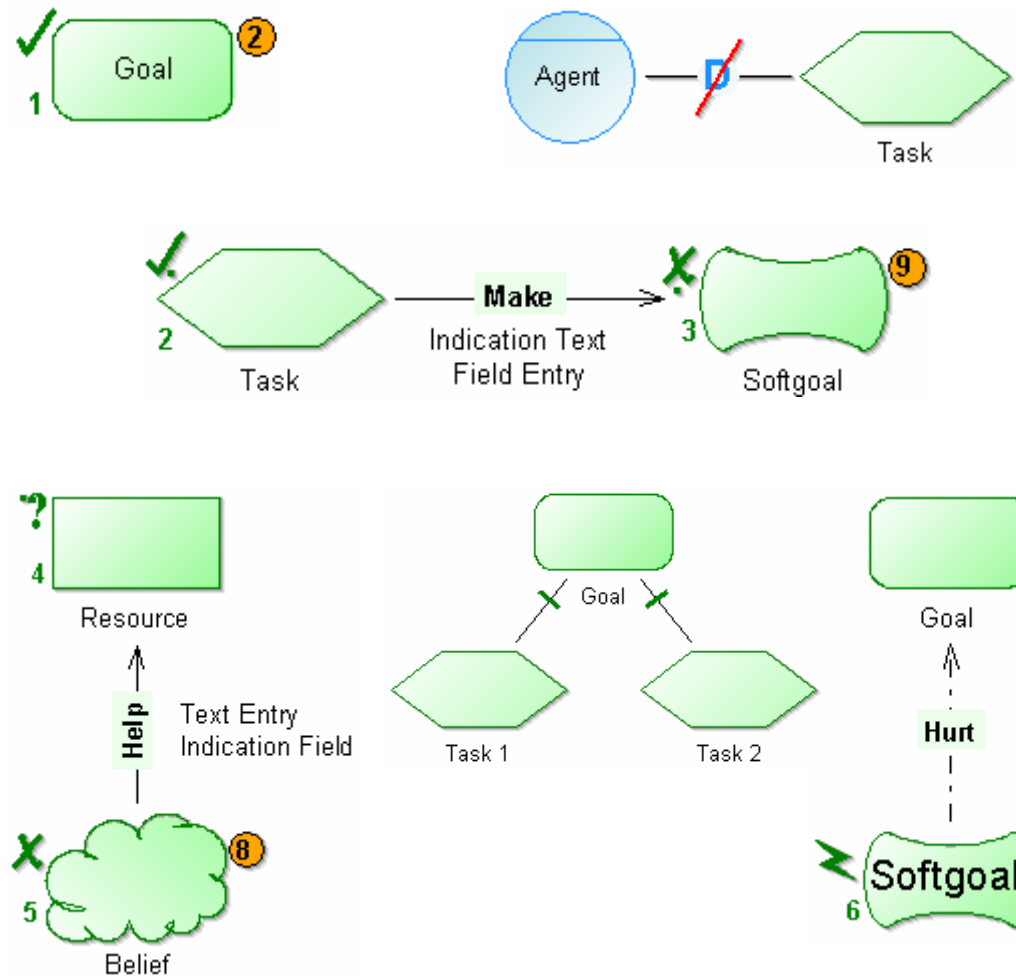 2
Goal
1
Agent
D
Task
9
Make
2
3
Indication Text
Field Entry
Task
Softgoal
?
4
Resource
Goal
Goal
Help
Text Entry
Indication Field
Hurt
Task 1
Task 2
8
5
Softgoal
6
Belief